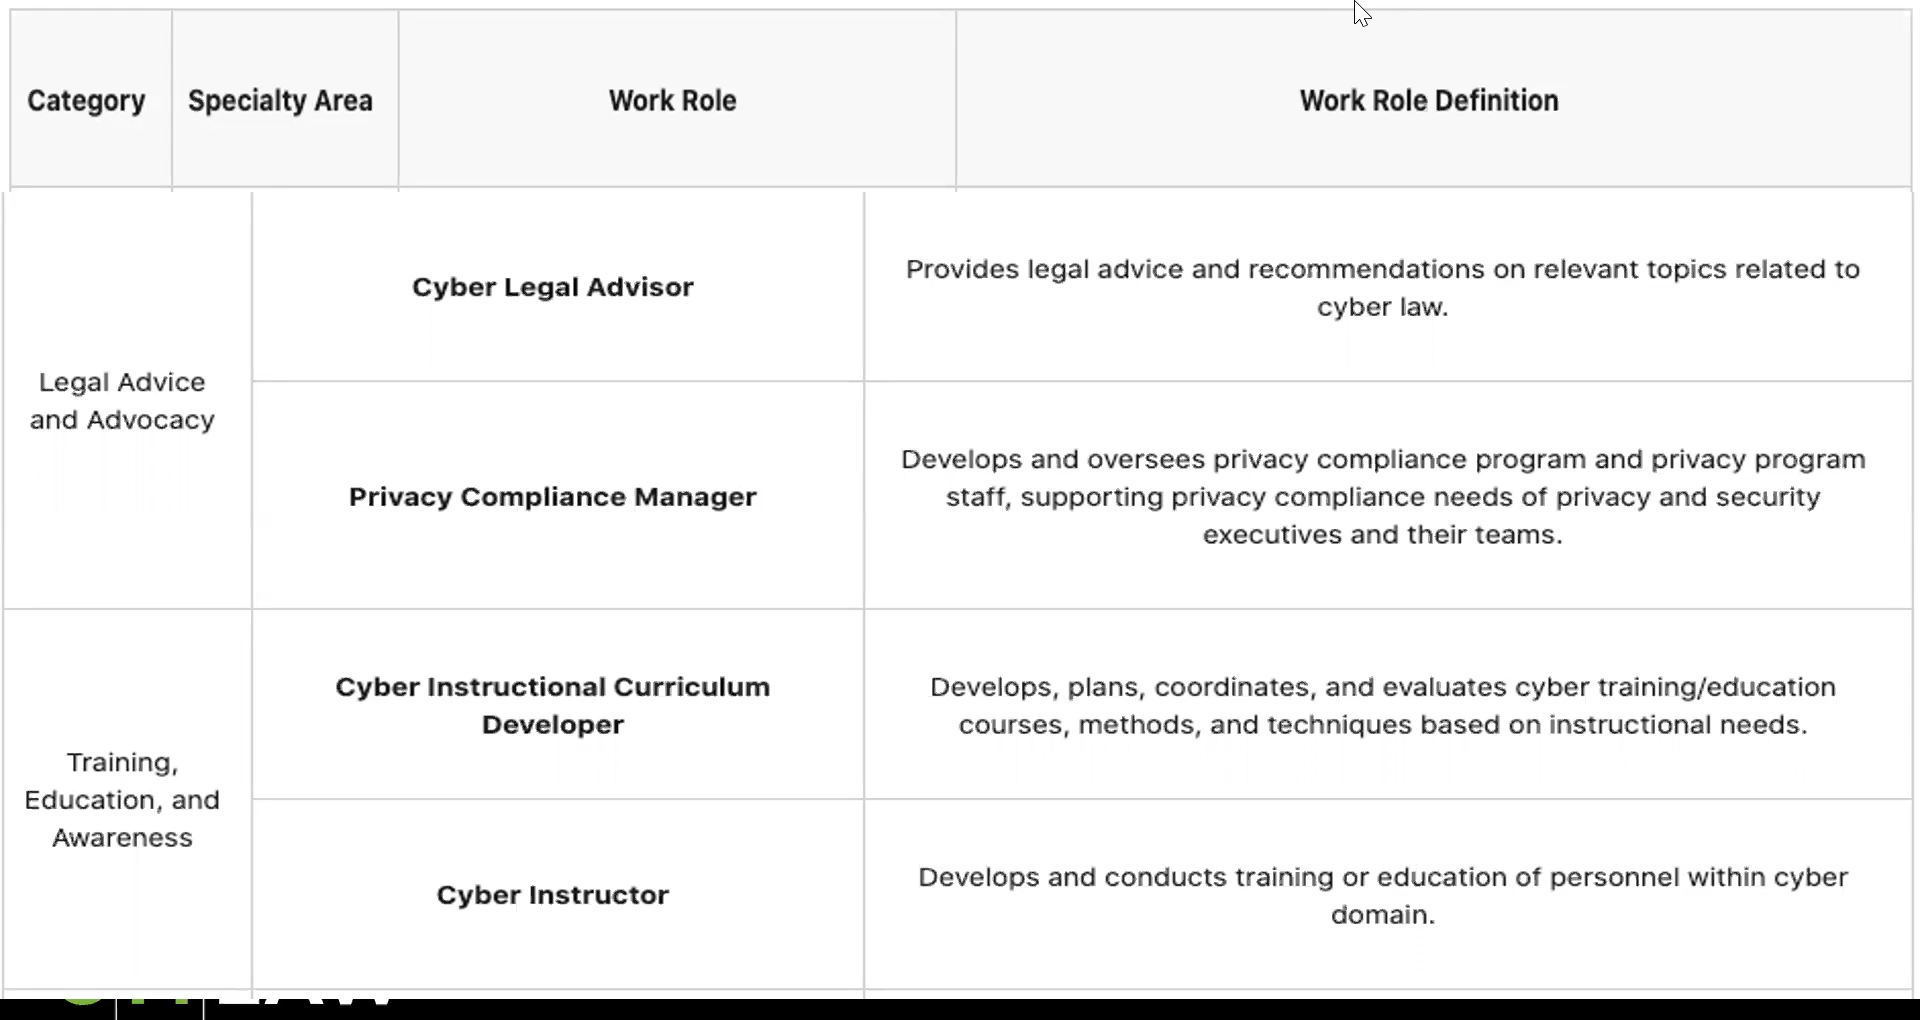 Category Specialty Area Work Role Work Role Definition
Legal Advice
and Advocacy
Cyber Legal Advisor
Provides legal advice and recommendations on relevant topics related to
cyber law.
Privacy Compliance Manager
Develops and oversees privacy compliance program and privacy program
staff, supporting privacy compliance needs of privacy and security
executives and their teams.
Training,
Education, and
Awareness
Cyber Instructional Curriculum
Developer
Develops, plans, coordinates, and evaluates cyber training/education
courses, methods, and techniques based on instructional needs.
Cyber Instructor
Develops and conducts training or education of personnel within cyber
domain.